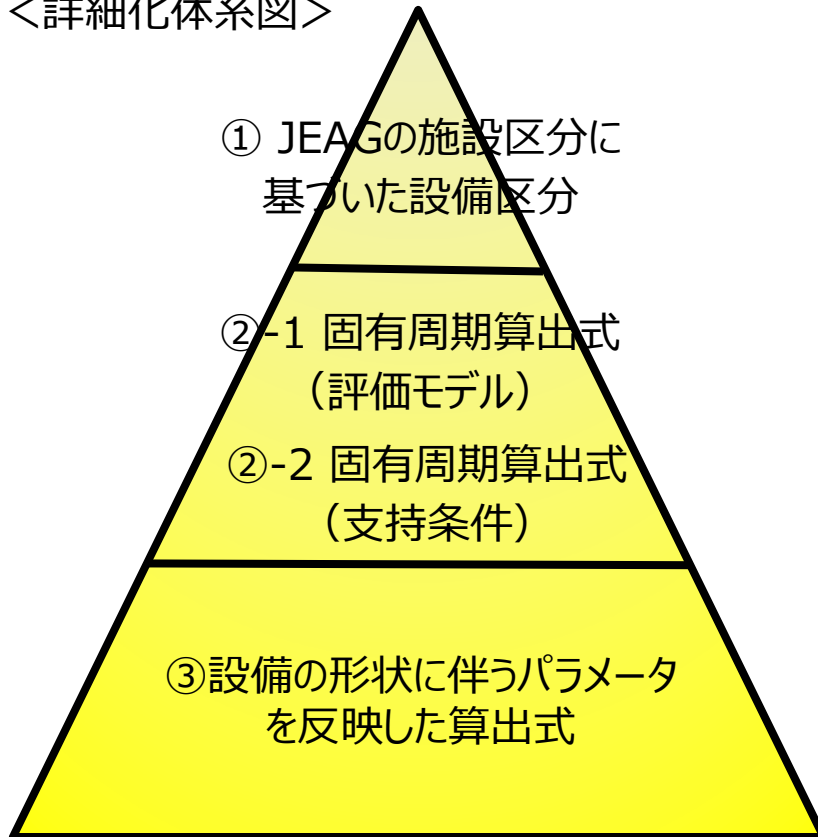 ＜詳細化体系図＞
① JEAGの施設区分に
基づいた設備区分
②-1 固有周期算出式
（評価モデル）
②-2 固有周期算出式
（支持条件）
③設備の形状に伴うパラメータ
を反映した算出式